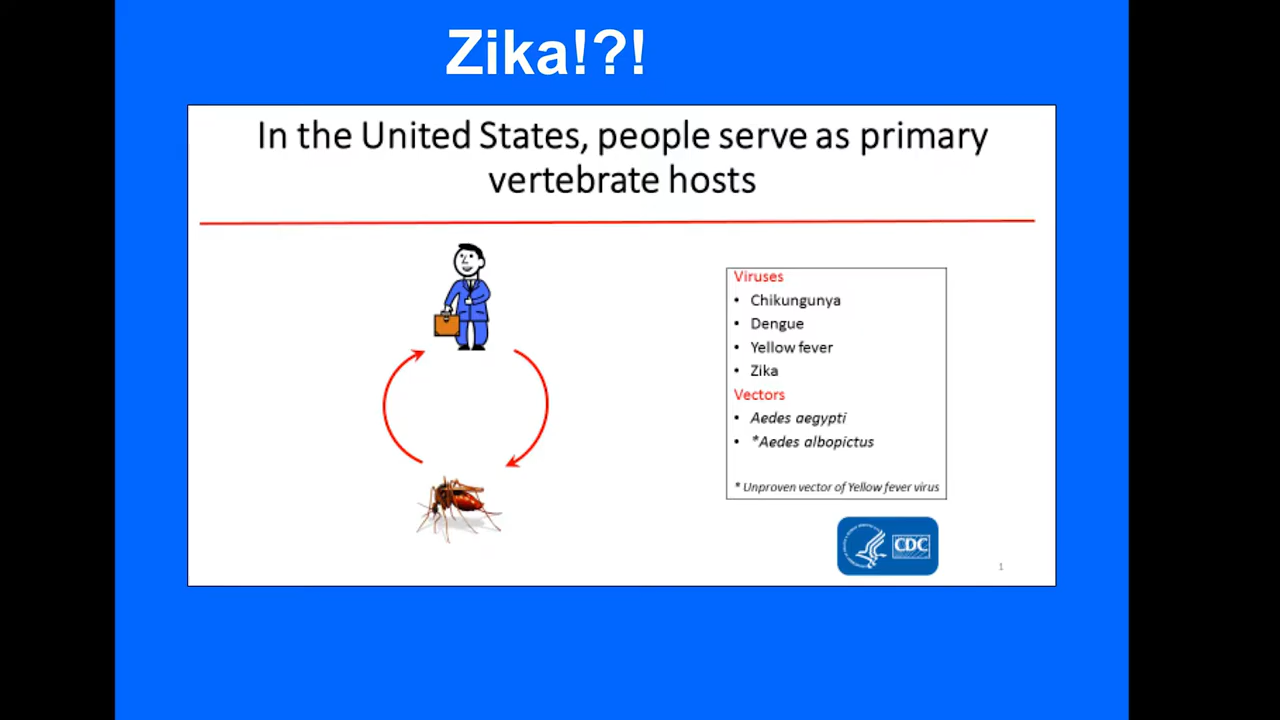 Zika!?!
In the United States, people serve as primary
vertebrate hosts
Viruses
• Chikungunya
• Dengue
• Yellow fever
• Zika
Vectors
• Aedes aegypti
• *Aedes albopictus
* Unproven vector of Yellow fever virus
CDC
1